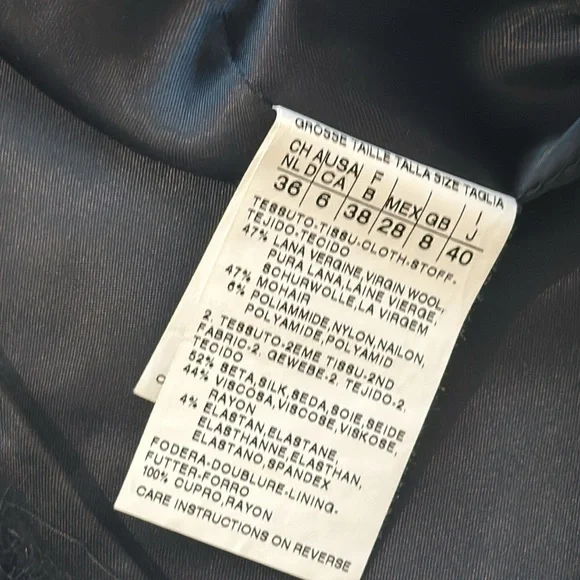 GRÖSSE TAILLE TALLA SIZE TAGLIA
CH A USA F I
NL D CA B MEX GB J
36 6 38 28 8 40
TESSUTO-TISSU-CLOTH-STOFF-
TEJIDO-TECIDO
47% LANA VERGINE,VIRGIN WOOL,
PURA LANA,LAINE VIERGE,
SCHURWOLLE,LA VIRGEM
47% MOHAIR
6% POLIAMMIDE,NYLON,NAILON,
POLYAMIDE,POLYAMID
2. TESSUTO-2EME TISSU-2ND
FABRIC-2. GEWEBE-2. TEJIDO-2.
TECIDO
52% SETA,SILK,SEDA,SOIE,SEIDE
44% VISCOSA,VISCOSE,VISKOSE,
RAYON
4% ELASTAN,ELASTANE,
ELASTHANNE,ELASTHAN,
ELASTANO,SPANDEX
FODERA-DOUBLURE-LINING-
FUTTER-FORRO
100% CUPRO,RAYON
CARE INSTRUCTIONS ON REVERSE